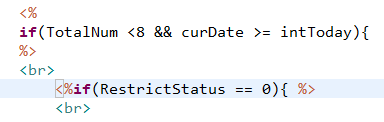 <%
if(TotalNum <8 && curDate >= intToday){
%>
<br>
<%if(RestrictStatus == 0){ %>
<br>